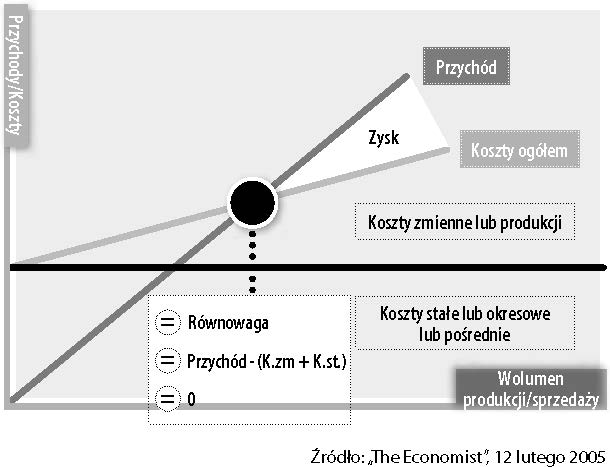 Przychody/Koszty
Przychód
Zysk
Koszty ogółem
Koszty zmienne lub produkcji
Koszty stałe lub okresowe
lub pośrednie
= Równowaga
= Przychód - (K.zm + K.st.)
= 0
Wolumen
produkcji/sprzedaży
Źródło: „The Economist”, 12 lutego 2005